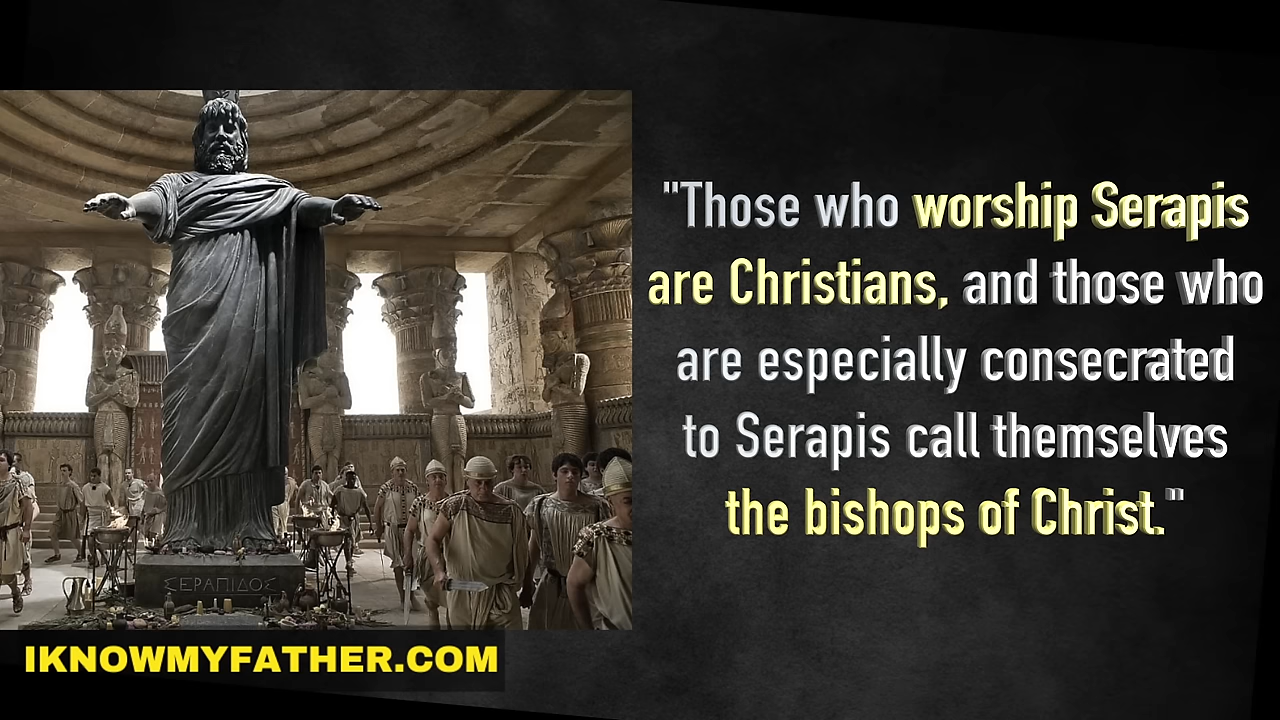 "Those who worship Serapis
are Christians, and those who
are especially consecrated
to Serapis call themselves
the bishops of Christ."
ΣΕΡΑΠΙΔΟΣ
IKNOWMYFATHER.COM